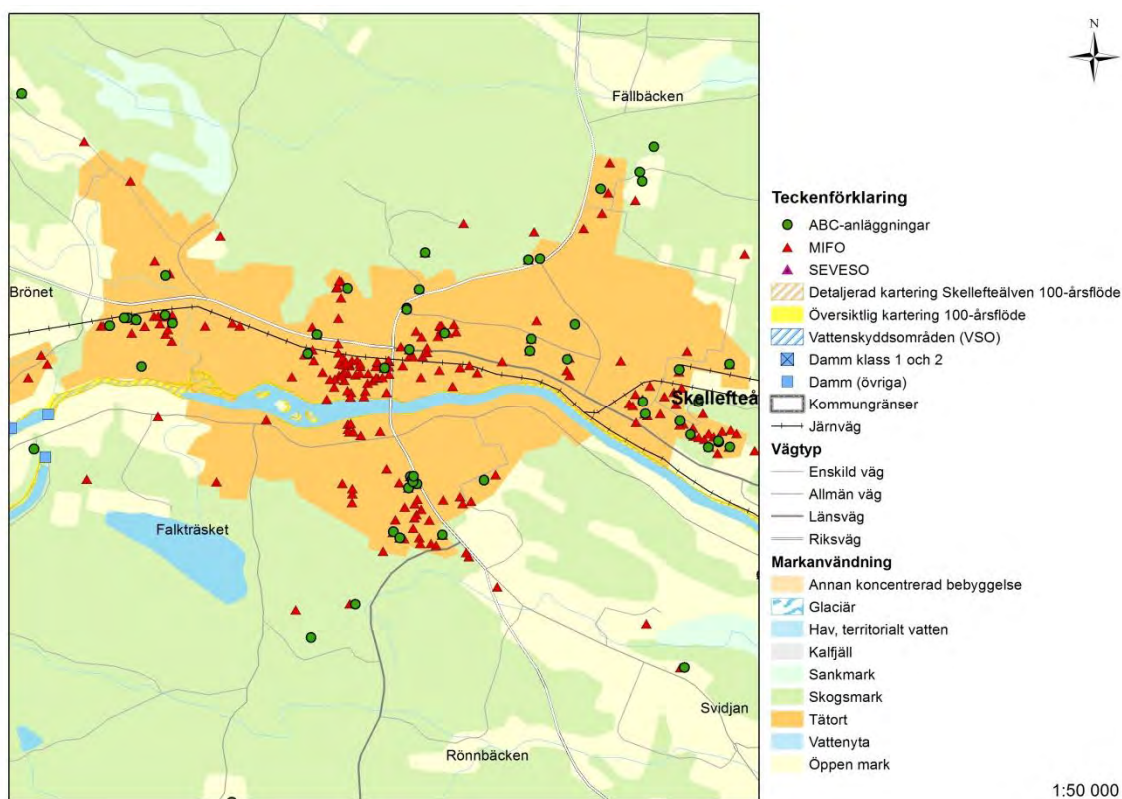 N
Fällbäcken
Brönet
Skellefteå
Falkträsket
Svidjan
Rönnbäcken
Teckenförklaring
ABC-anläggningar
MIFO
SEVESO
Detaljerad kartering Skellefteälven 100-årsflöde
Översiktlig kartering 100-årsflöde
Vattenskyddsområden (VSO)
Damm klass 1 och 2
Damm (övriga)
Kommungränser
Järnväg
Vägtyp
Enskild väg
Allmän väg
Länsväg
Riksväg
Markanvändning
Annan koncentrerad bebyggelse
Glaciär
Hav, territorialt vatten
Kalfjäll
Sankmark
Skogsmark
Tätort
Vattenyta
Öppen mark
1:50 000